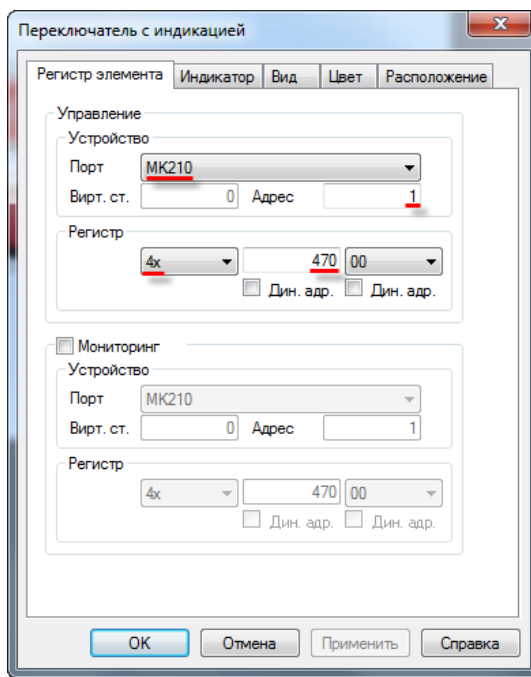 Переключатель с индикацией
Регистр элемента Индикатор Вид Цвет Расположение
Управление
Устройство
Порт МК210
Вирт. ст. 0 Адрес 1
Регистр
4x 470 00
Дин. адр. Дин. адр.
Мониторинг
Устройство
Порт МК210
Вирт. ст. 0 Адрес 1
Регистр
4x 470 00
Дин. адр. Дин. адр.
OK Отмена Применить Справка